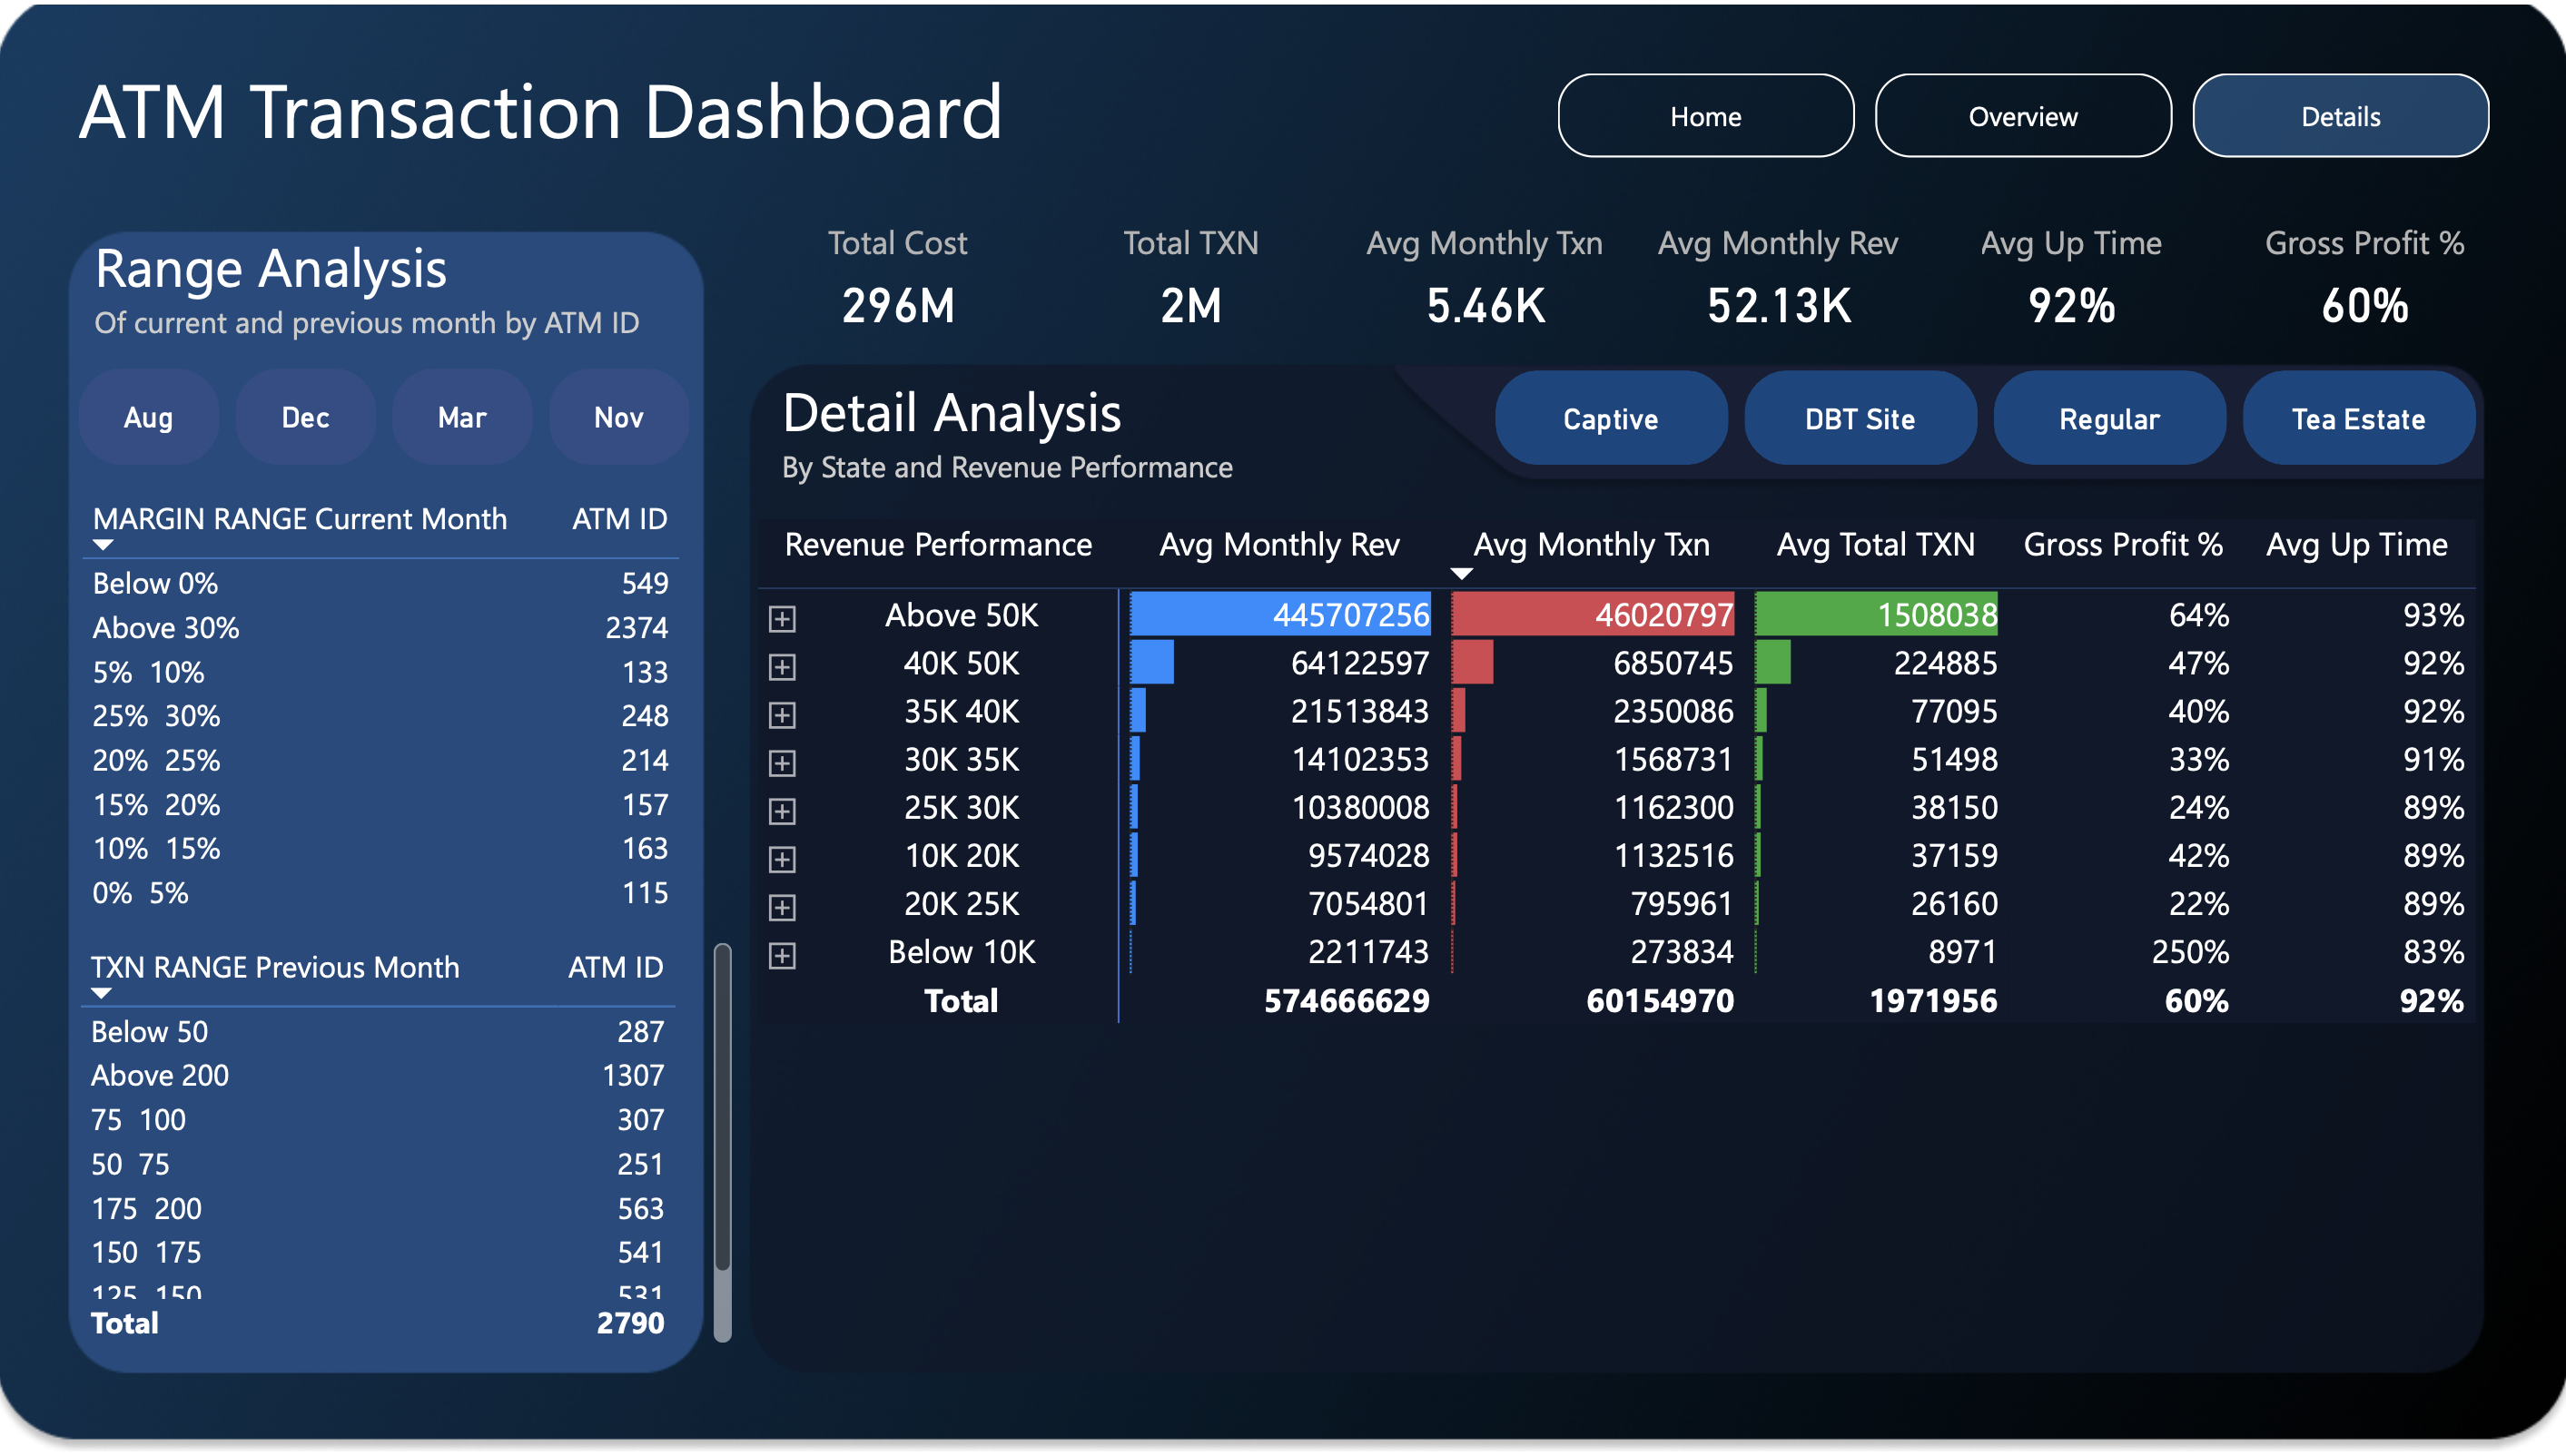 ATM Transaction Dashboard
Home
Overview
Details
Range Analysis
Of current and previous month by ATM ID
Aug
Dec
Mar
Nov
MARGIN RANGE Current Month ATM ID
Below 0% 549
Above 30% 2374
5% 10% 133
25% 30% 248
20% 25% 214
15% 20% 157
10% 15% 163
0% 5% 115
TXN RANGE Previous Month ATM ID
Below 50 287
Above 200 1307
75 100 307
50 75 251
175 200 563
150 175 541
125 150 531
Total 2790
Total Cost
296M
Total TXN
2M
Avg Monthly Txn
5.46K
Avg Monthly Rev
52.13K
Avg Up Time
92%
Gross Profit %
60%
Detail Analysis
By State and Revenue Performance
Captive
DBT Site
Regular
Tea Estate
Revenue Performance Avg Monthly Rev Avg Monthly Txn Avg Total TXN Gross Profit % Avg Up Time
Above 50K 445707256 46020797 1508038 64% 93%
40K 50K 64122597 6850745 224885 47% 92%
35K 40K 21513843 2350086 77095 40% 92%
30K 35K 14102353 1568731 51498 33% 91%
25K 30K 10380008 1162300 38150 24% 89%
10K 20K 9574028 1132516 37159 42% 89%
20K 25K 7054801 795961 26160 22% 89%
Below 10K 2211743 273834 8971 250% 83%
Total 574666629 60154970 1971956 60% 92%